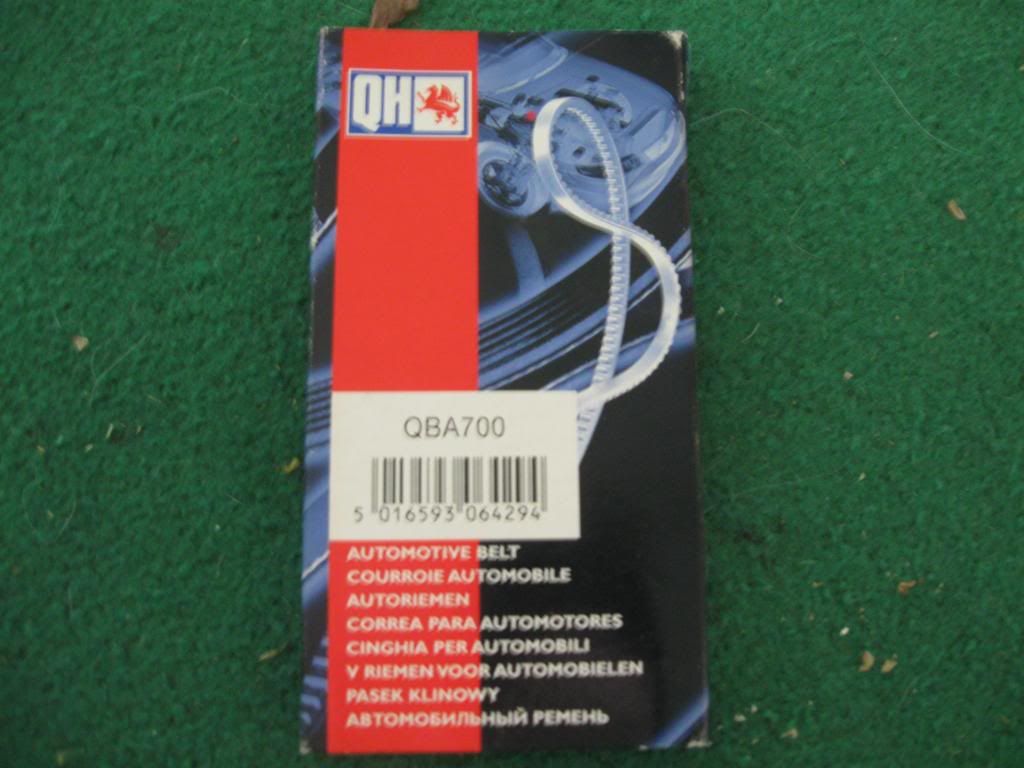 QH
QBA700
5 016593 064294
AUTOMOTIVE BELT
COURROIE AUTOMOBILE
AUTORIEMEN
CORREA PARA AUTOMOTORES
CINGHIA PER AUTOMOBILI
V RIEMEN VOOR AUTOMOBIELEN
PASEK KLINOWY
АВТОМОБИЛЬНЫЙ РЕМЕНЬ